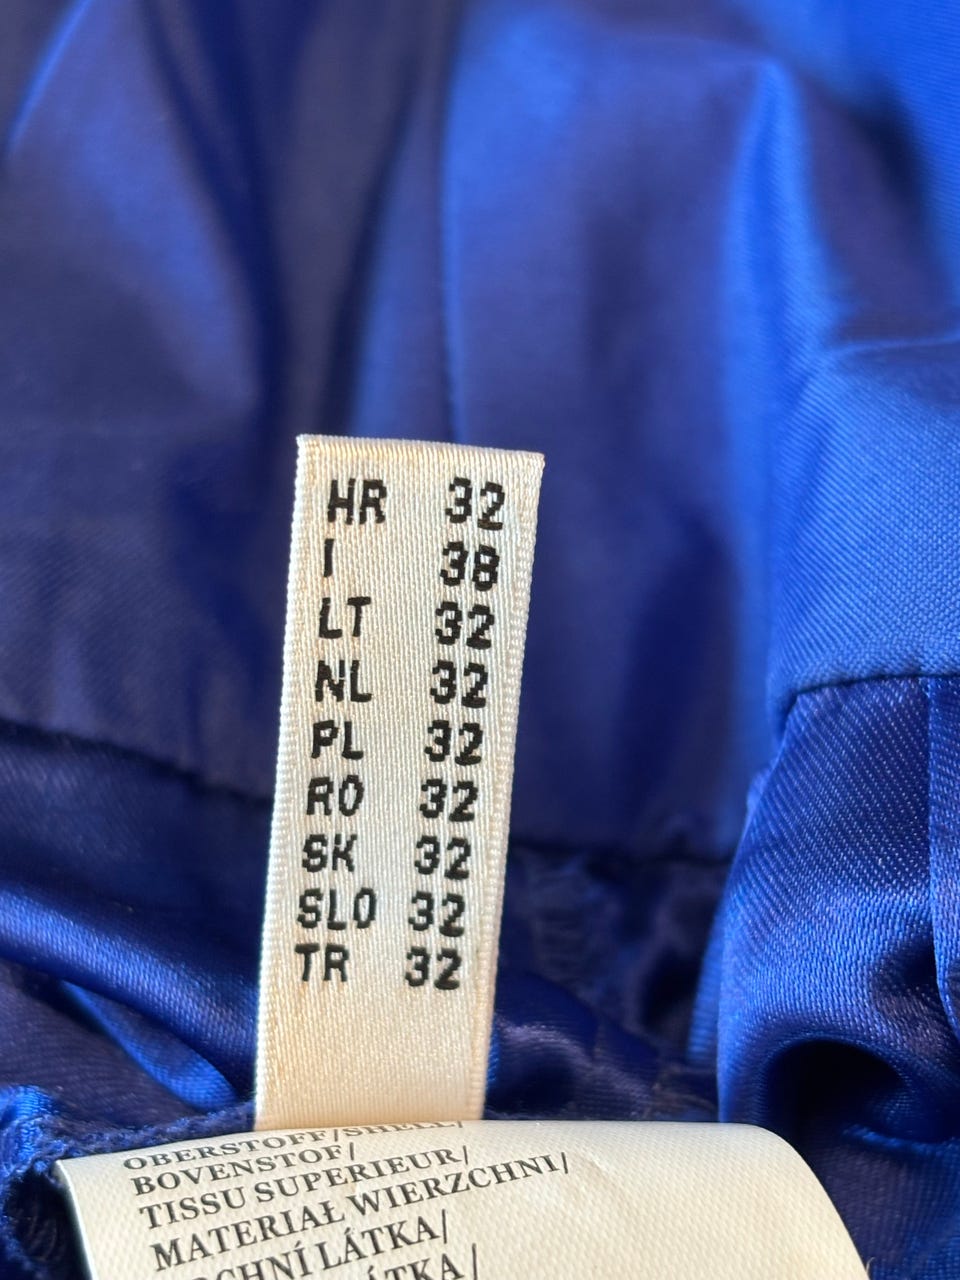 HR 32
I 38
LT 32
NL 32
PL 32
RO 32
SK 32
SLO 32
TR 32
OBERSTOFF/SHELL/
BOVENSTOF/
TISSU SUPERIEUR/
MATERIAŁ WIERZCHNI/
LÁTKA/